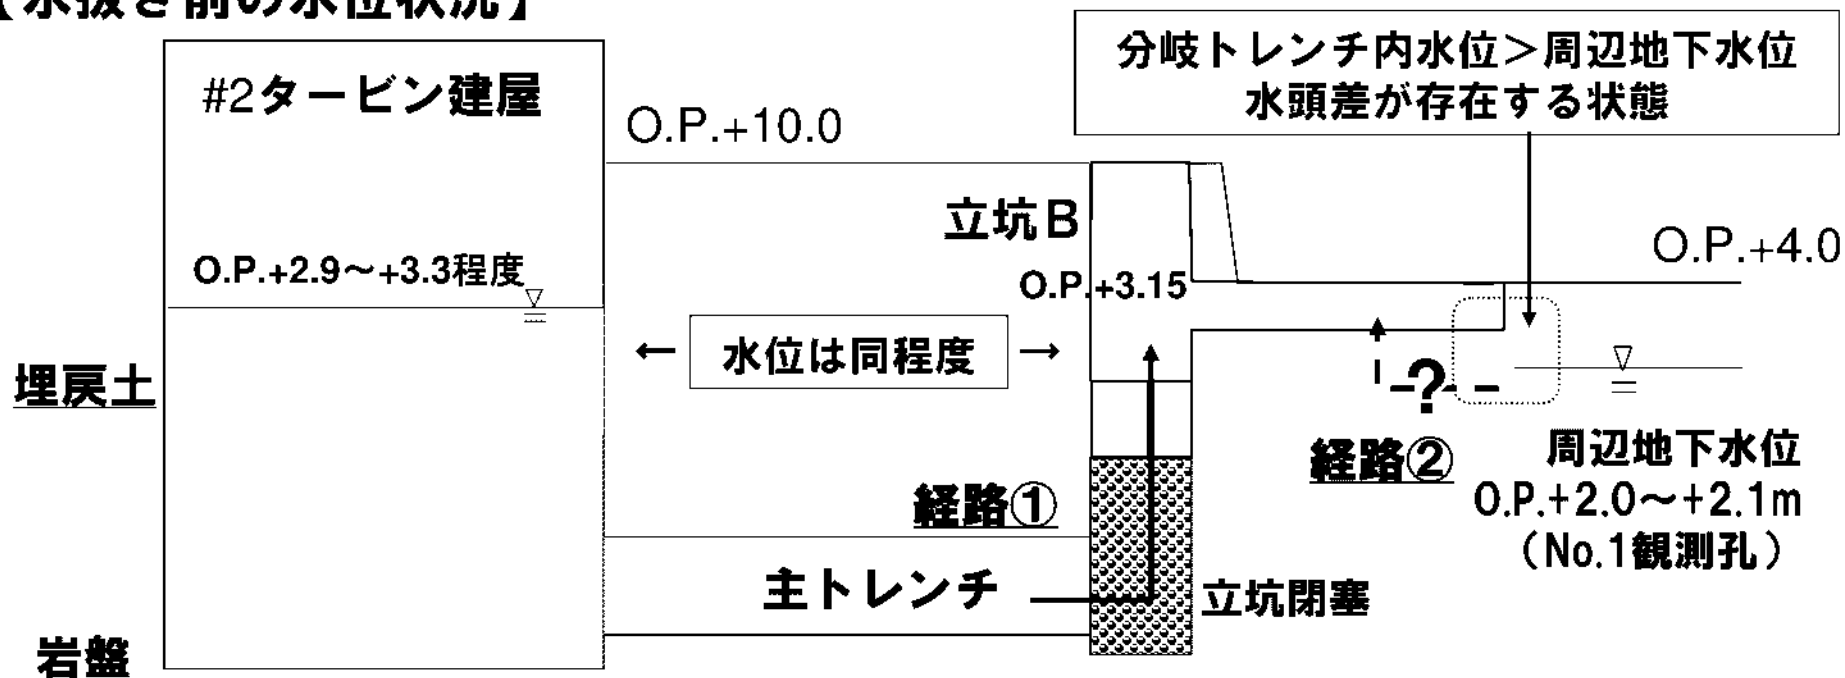 【水抜き前の水位状況】
分岐トレンチ内水位＞周辺地下水位
水頭差が存在する状態
#2タービン建屋
O.P.+10.0
立坑B
O.P.+4.0
O.P.+2.9～+3.3程度
O.P.+3.15
← 水位は同程度 →
埋戻土
?
経路②
周辺地下水位
O.P.+2.0～+2.1m
（No.1観測孔）
経路①
主トレンチ
立坑閉塞
岩盤